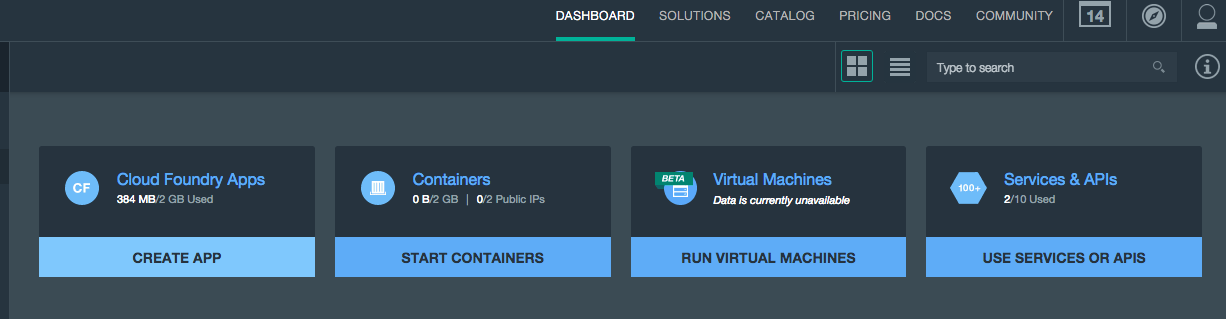 DASHBOARD SOLUTIONS CATALOG PRICING DOCS COMMUNITY 14
Type to search
CF Cloud Foundry Apps
384 MB/2 GB Used
CREATE APP
Containers
0 B/2 GB | 0/2 Public IPs
START CONTAINERS
BETA Virtual Machines
Data is currently unavailable
RUN VIRTUAL MACHINES
100+ Services & APIs
2/10 Used
USE SERVICES OR APIS